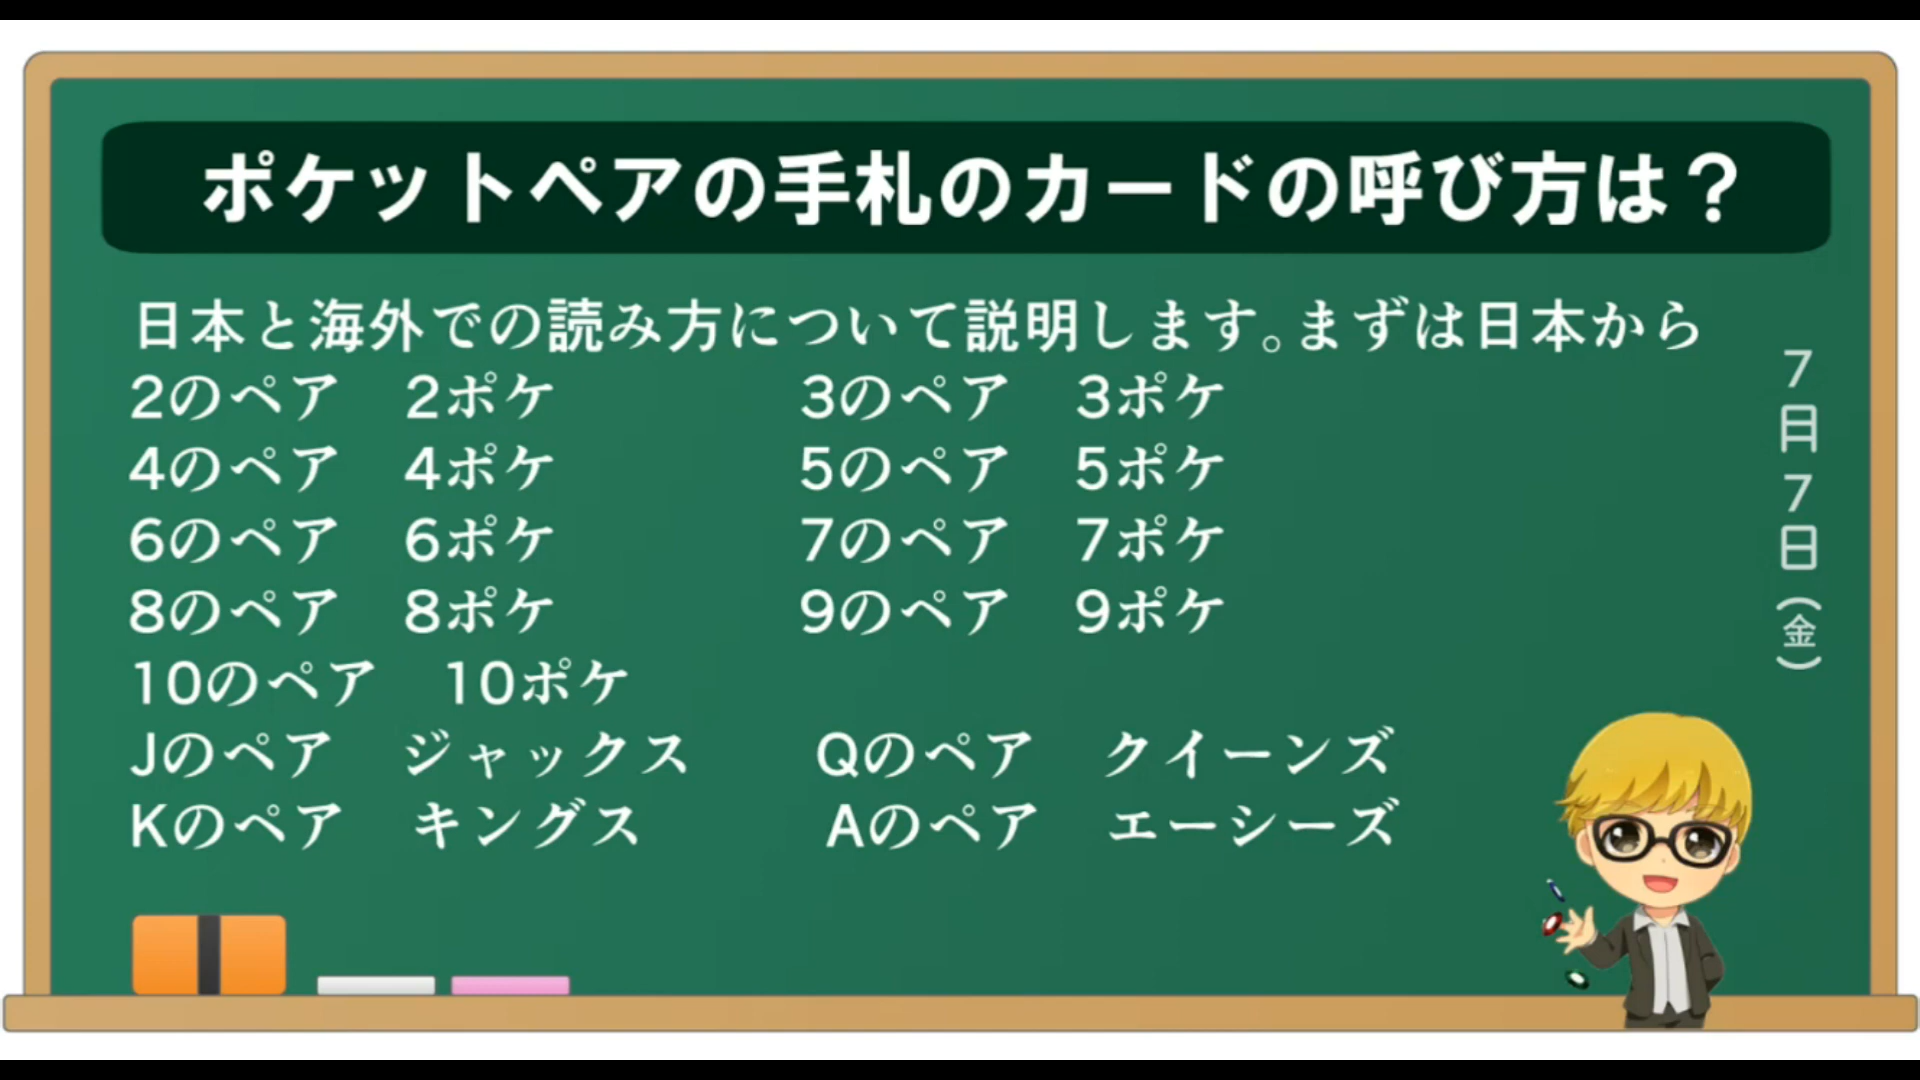 ポケットペアの手札のカードの呼び方は？
日本と海外での読み方について説明します。まずは日本から
2のペア　2ポケ　3のペア　3ポケ
4のペア　4ポケ　5のペア　5ポケ
6のペア　6ポケ　7のペア　7ポケ
8のペア　8ポケ　9のペア　9ポケ
10のペア　10ポケ
Jのペア　ジャックス　Qのペア　クイーンズ
Kのペア　キングス　Aのペア　エーシーズ
7月7日（金）